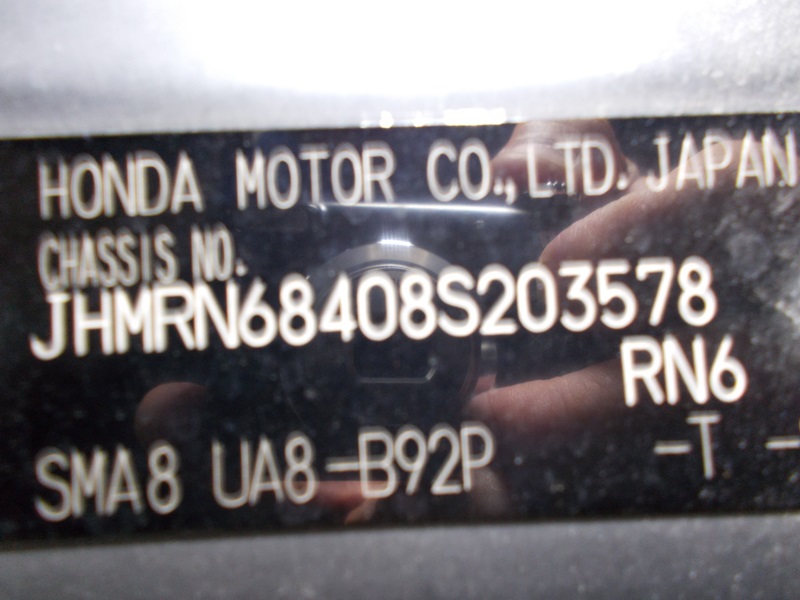 HONDA MOTOR CO.,LTD. JAPAN
CHASSIS NO.
JHMRN68408S203578
RN6
-T -
SMA8 UA8-B92P